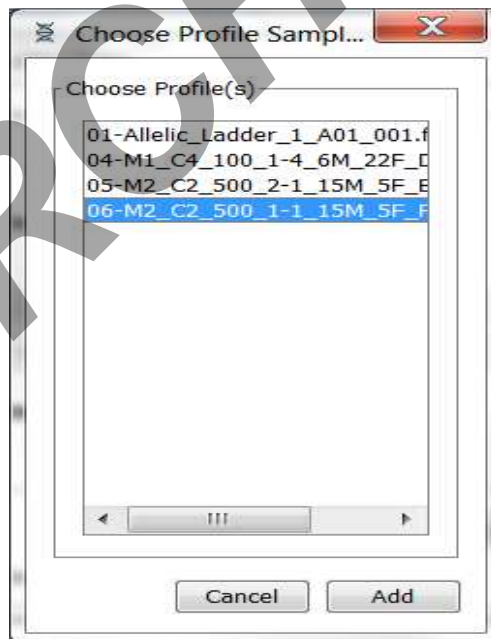 Choose Profile Sampl...
Choose Profile(s)
01-Allelic_Ladder_1_A01_001.f
04-M1_C4_100_1-4_6M_22F_D
05-M2_C2_500_2-1_15M_5F_E
06-M2_C2_500_1-1_15M_5F_F
Cancel
Add